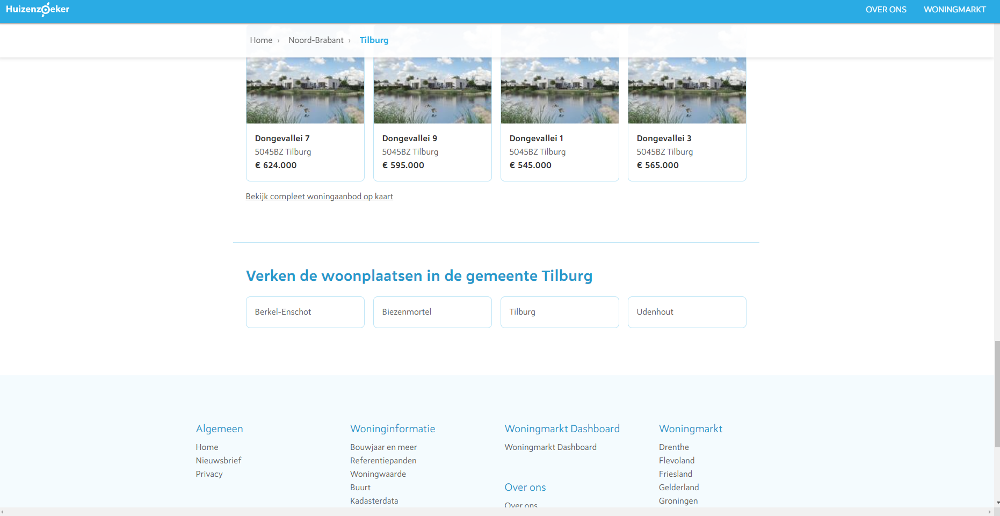 Huizenzoeker
OVER ONS
WONINGMARKT
Home › Noord-Brabant › Tilburg
Dongevallei 7
5045BZ Tilburg
€ 624.000
Dongevallei 9
5045BZ Tilburg
€ 595.000
Dongevallei 1
5045BZ Tilburg
€ 545.000
Dongevallei 3
5045BZ Tilburg
€ 565.000
Bekijk compleet woningaanbod op kaart
Verken de woonplaatsen in de gemeente Tilburg
Berkel-Enschot
Biezenmortel
Tilburg
Udenhout
Algemeen
Home
Nieuwsbrief
Privacy
Woninginformatie
Bouwjaar en meer
Referentiepanden
Woningwaarde
Buurt
Kadasterdata
Woningmarkt Dashboard
Woningmarkt Dashboard
Over ons
Over ons
Woningmarkt
Drenthe
Flevoland
Friesland
Gelderland
Groningen